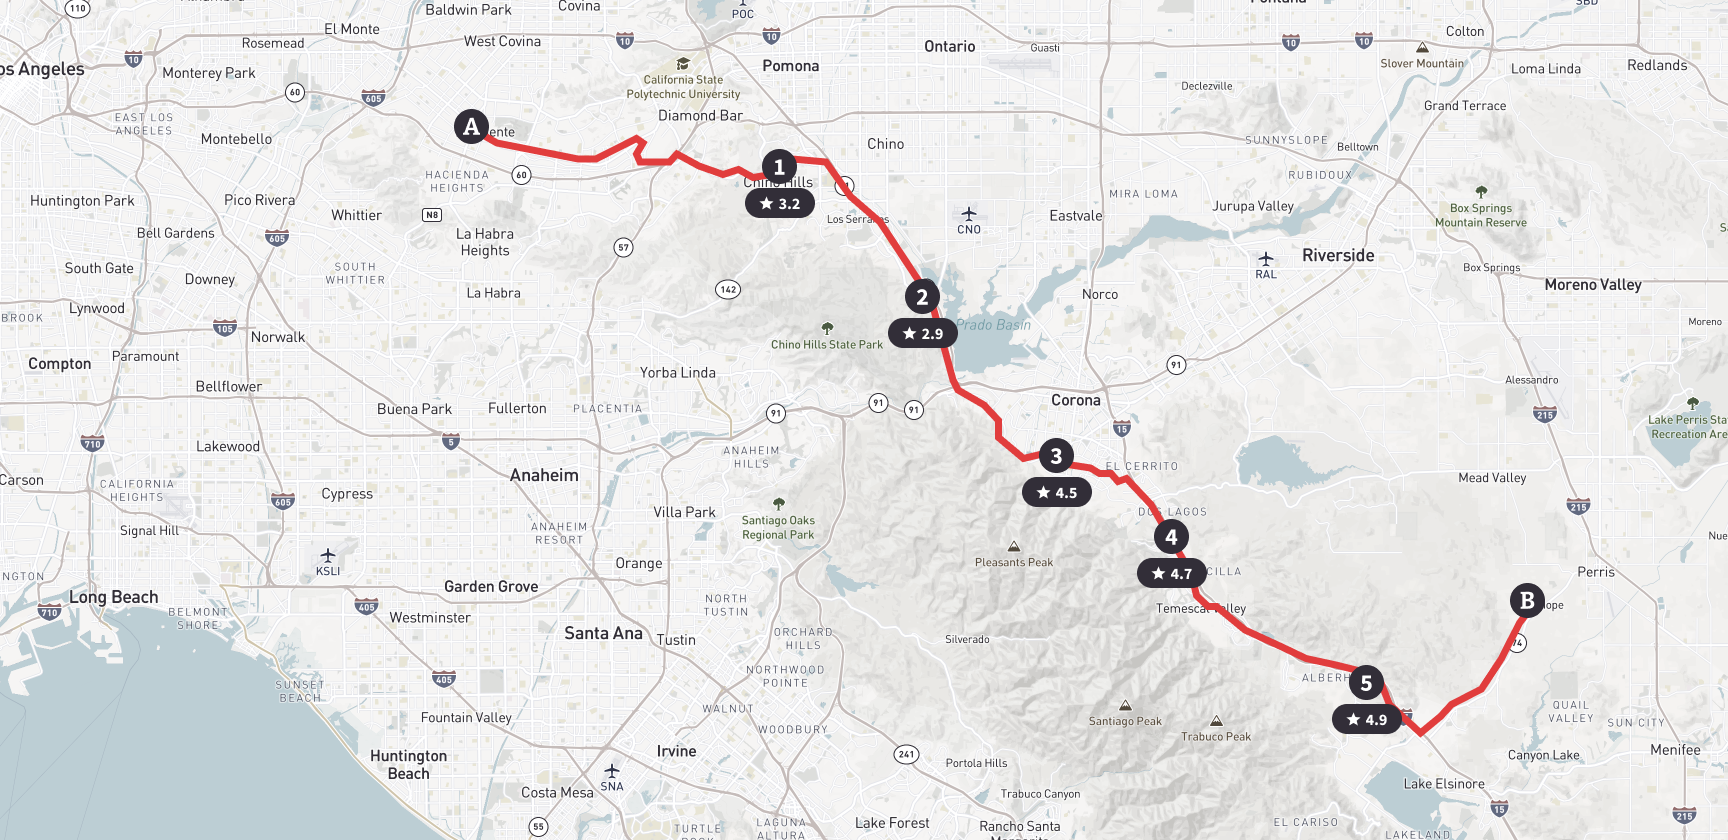 110
Baldwin Park
Covina
POC
SBD
El Monte
Rosemead
West Covina
10
10
10
10
10
Ontario
Guasti
Colton
os Angeles
Monterey Park
Pomona
Slover Mountain
Loma Linda
Redlands
California State
Polytechnic University
60
605
Declezville
Grand Terrace
EAST LOS
ANGELES
Montebello
A
ente
Diamond Bar
Chino
SUNNYSLOPE
Belltown
HACIENDA
HEIGHTS
60
1
Chino Hills
RUBIDOUX
MIRA LOMA
3.2
Huntington Park
Pico Rivera
Whittier
N8
Los Serranos
CNO
Eastvale
Jurupa Valley
Box Springs
Mountain Reserve
Bell Gardens
605
La Habra
Heights
57
Riverside
RAL
Box Springs
South Gate
Downey
SOUTH
WHITTIER
La Habra
142
2
Norco
Moreno Valley
BROOK
Lynwood
105
Norwalk
2.9
Prado Basin
Moreno
Chino Hills State Park
Compton
Paramount
Yorba Linda
91
Alessandro
Bellflower
Buena Park
Fullerton
PLACENTIA
91
91
91
Corona
15
215
Lake Perris Sta
Recreation Are
710
Lakewood
5
ANAHEIM
HILLS
3
EL CERRITO
Carson
CALIFORNIA
HEIGHTS
605
Cypress
Anaheim
4.5
Mead Valley
215
Signal Hill
ANAHEIM
RESORT
Villa Park
Santiago Oaks
Regional Park
DOS LAGOS
4
Nue
KSLI
Orange
Pleasants Peak
4.7
CILLA
Perris
NGTON
Long Beach
710
BELMONT
SHORE
405
Garden Grove
Westminster
NORTH
TUSTIN
Temescal Valley
B
ope
Santa Ana
Tustin
ORCHARD
HILLS
Silverado
74
405
SUNSET
BEACH
NORTHWOOD
POINTE
ALBERH
5
4.9
Fountain Valley
WALNUT
WOODBURY
Santiago Peak
Trabuco Peak
QUAIL
VALLEY
SUN CITY
Huntington
Beach
Irvine
241
Portola Hills
Canyon Lake
Menifee
SNA
Costa Mesa
Trabuco Canyon
Lake Elsinore
55
LAGUNA
ALTURA
TURTLE
ROCK
Lake Forest
Rancho Santa
EL CARISO
15
215
LAKELAND